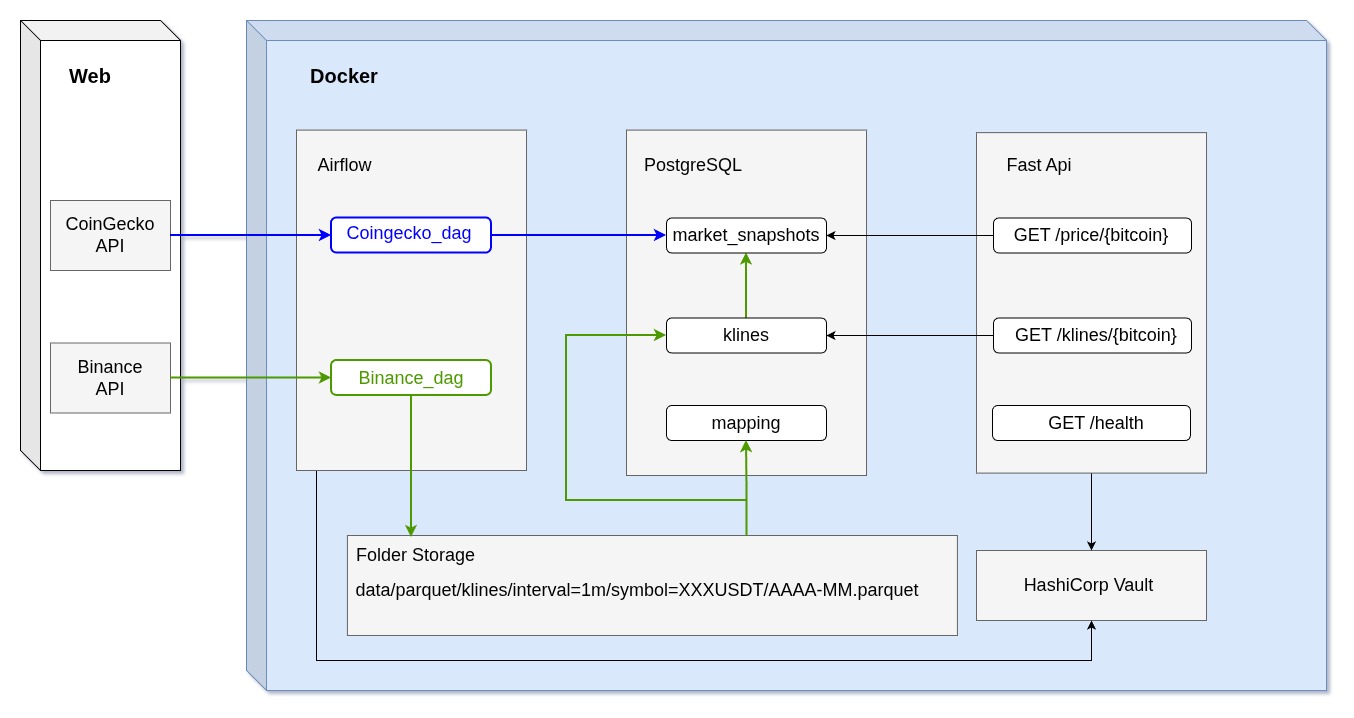 Web
Docker
Airflow
PostgreSQL
Fast Api
CoinGecko
API
Coingecko_dag
market_snapshots
GET /price/{bitcoin}
klines
GET /klines/{bitcoin}
Binance
API
Binance_dag
mapping
GET /health
Folder Storage
data/parquet/klines/interval=1m/symbol=XXXUSDT/AAAA-MM.parquet
HashiCorp Vault